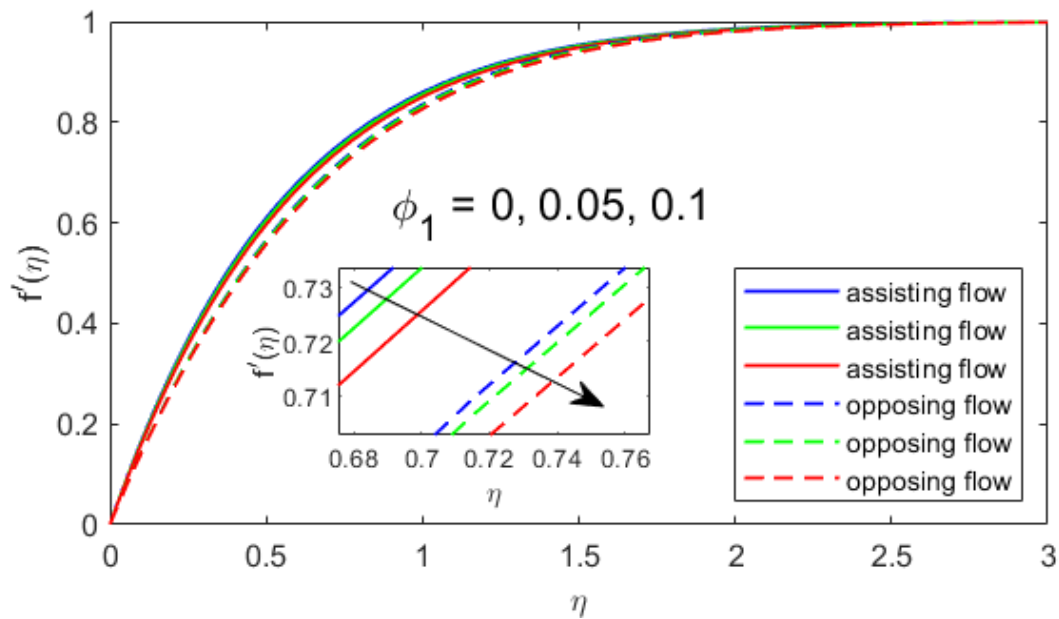 1
0.8
0.6
0.4
0.2
0
f′(η)
ϕ₁ = 0, 0.05, 0.1
0.73
0.72
0.71
f′(η)
0.68 0.7 0.72 0.74 0.76
η
assisting flow
assisting flow
assisting flow
opposing flow
opposing flow
opposing flow
0 0.5 1 1.5 2 2.5 3
η